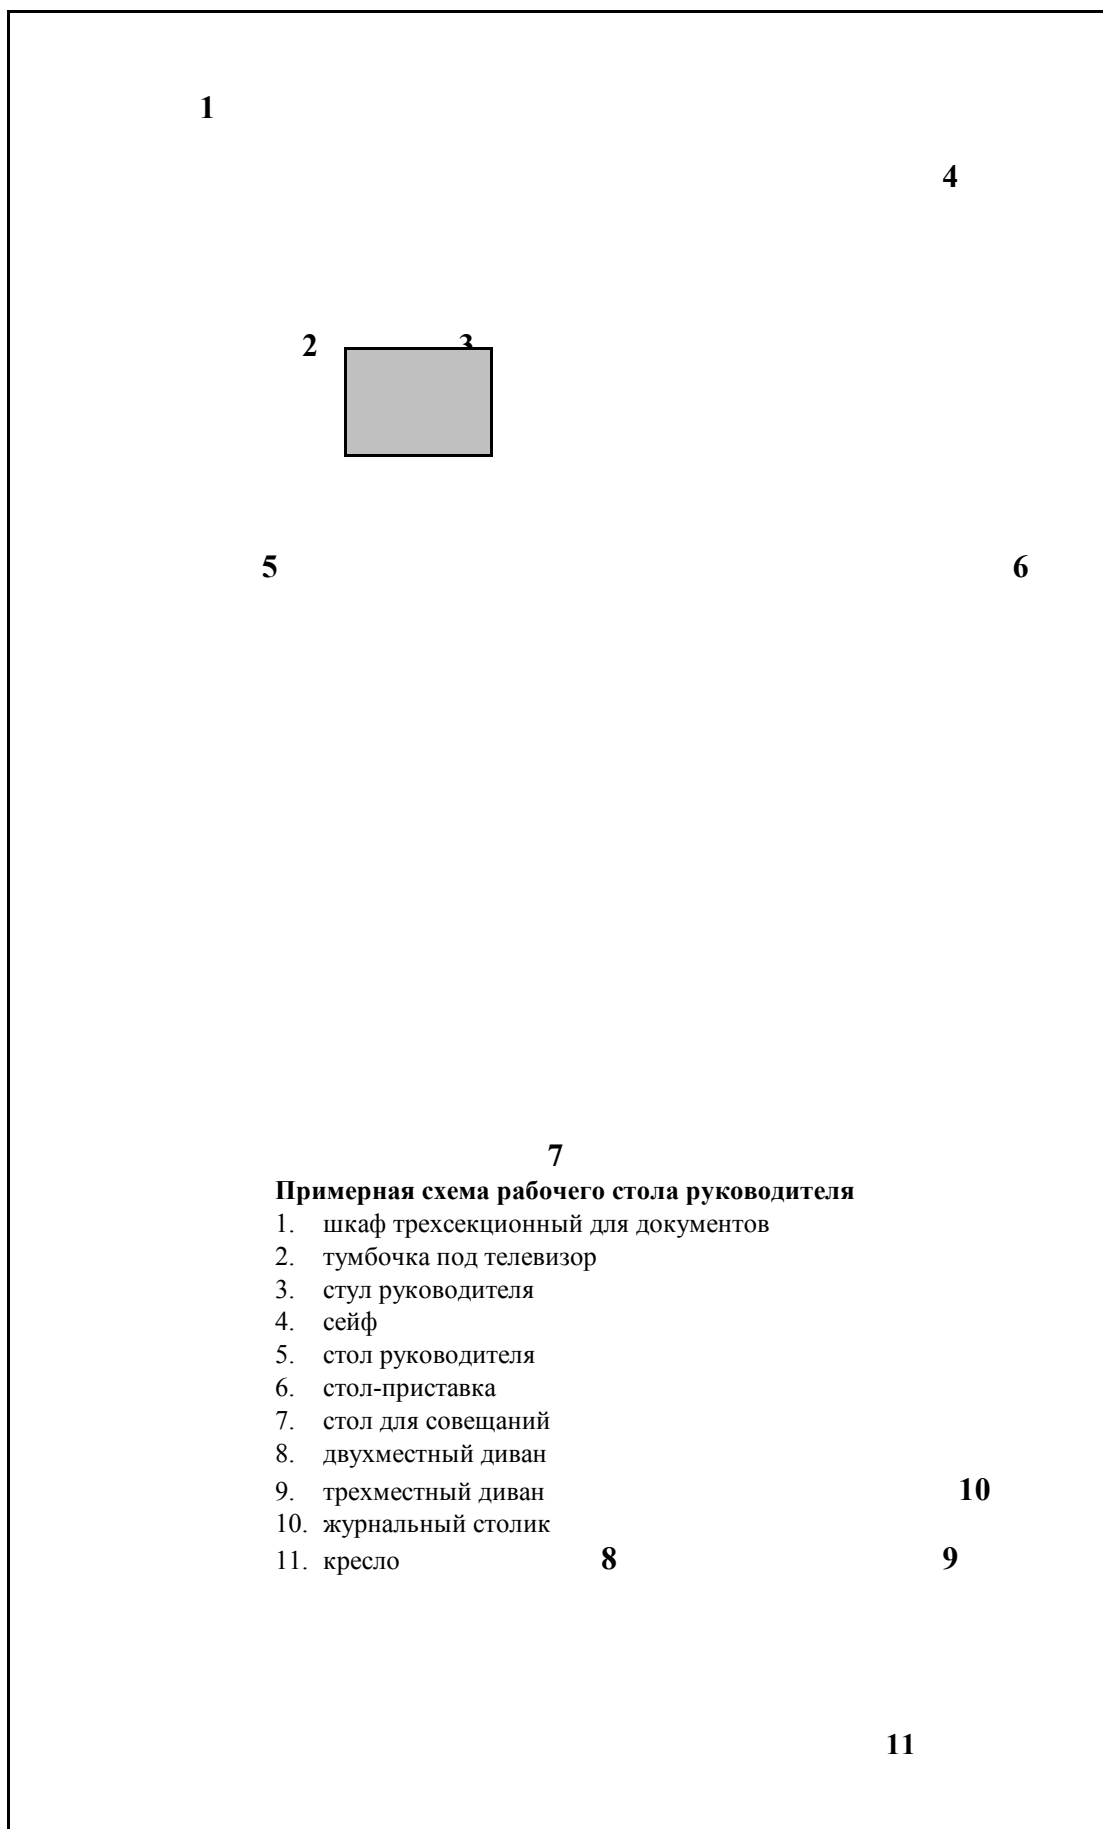 1
4
2 3
5 6
7
Примерная схема рабочего стола руководителя
1. шкаф трехсекционный для документов
2. тумбочка под телевизор
3. стул руководителя
4. сейф
5. стол руководителя
6. стол-приставка
7. стол для совещаний
8. двухместный диван
9. трехместный диван 10
10. журнальный столик
11. кресло 8 9
11